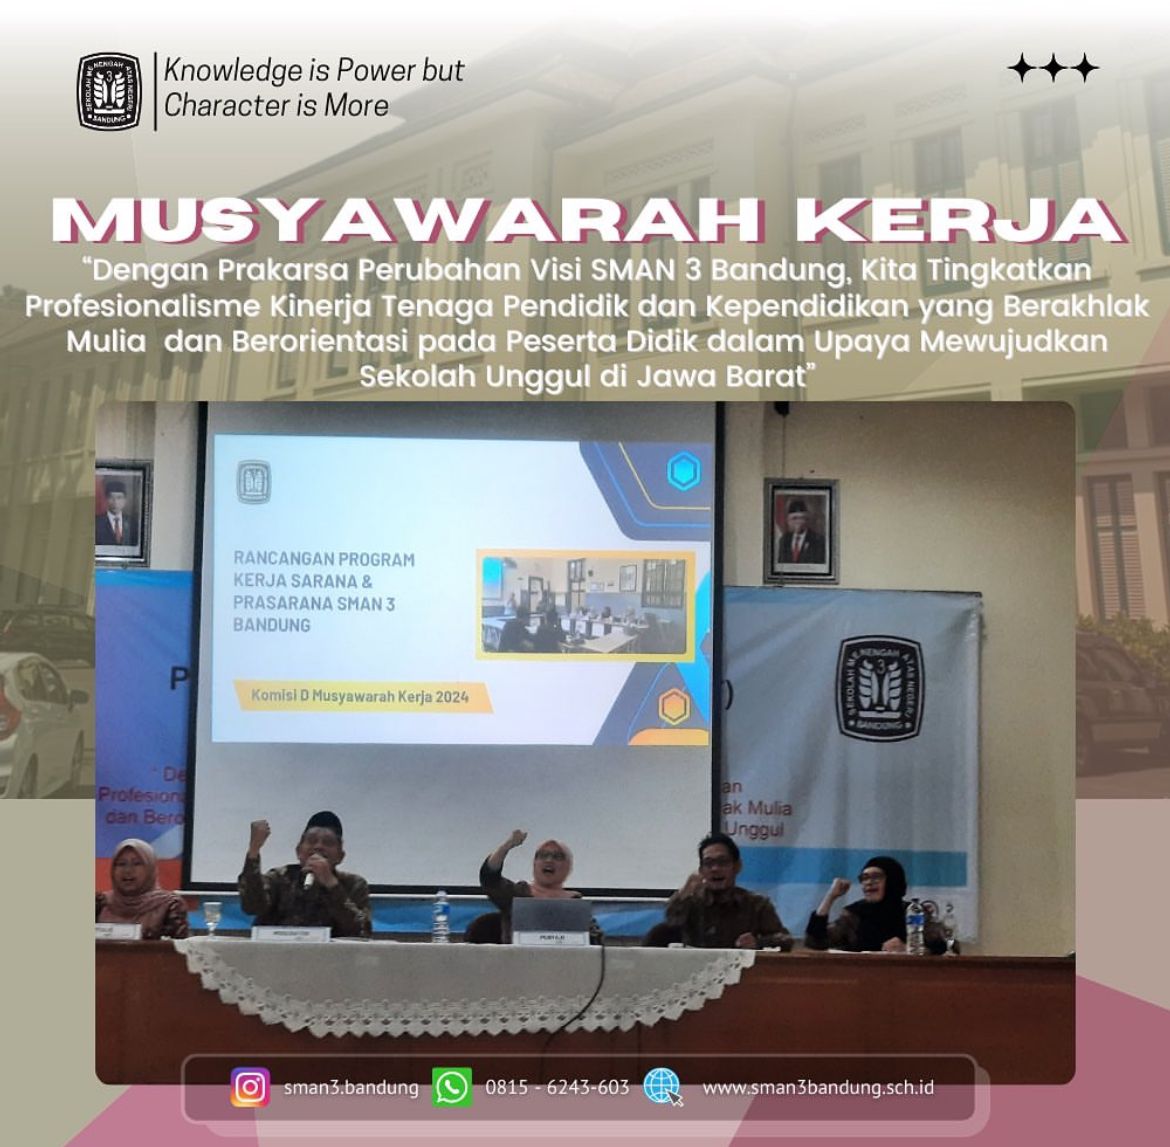 SEKOLAH MENENGAH ATAS NEGERI
3
BANDUNG
Knowledge is Power but
Character is More
MUSYAWARAH KERJA
“Dengan Prakarsa Perubahan Visi SMAN 3 Bandung, Kita Tingkatkan
Profesionalisme Kinerja Tenaga Pendidik dan Kependidikan yang Berakhlak
Mulia dan Berorientasi pada Peserta Didik dalam Upaya Mewujudkan
Sekolah Unggul di Jawa Barat”
RANCANGAN PROGRAM
KERJA SARANA &
PRASARANA SMAN 3
BANDUNG
Komisi D Musyawarah Kerja 2024
P
)
SEKOLAH MENENGAH ATAS NEGERI
3
BANDUNG
" De
Profesion
dan Bero
an
ak Mulia
Unggul
sman3.bandung
0815 - 6243-603
www.sman3bandung.sch.id